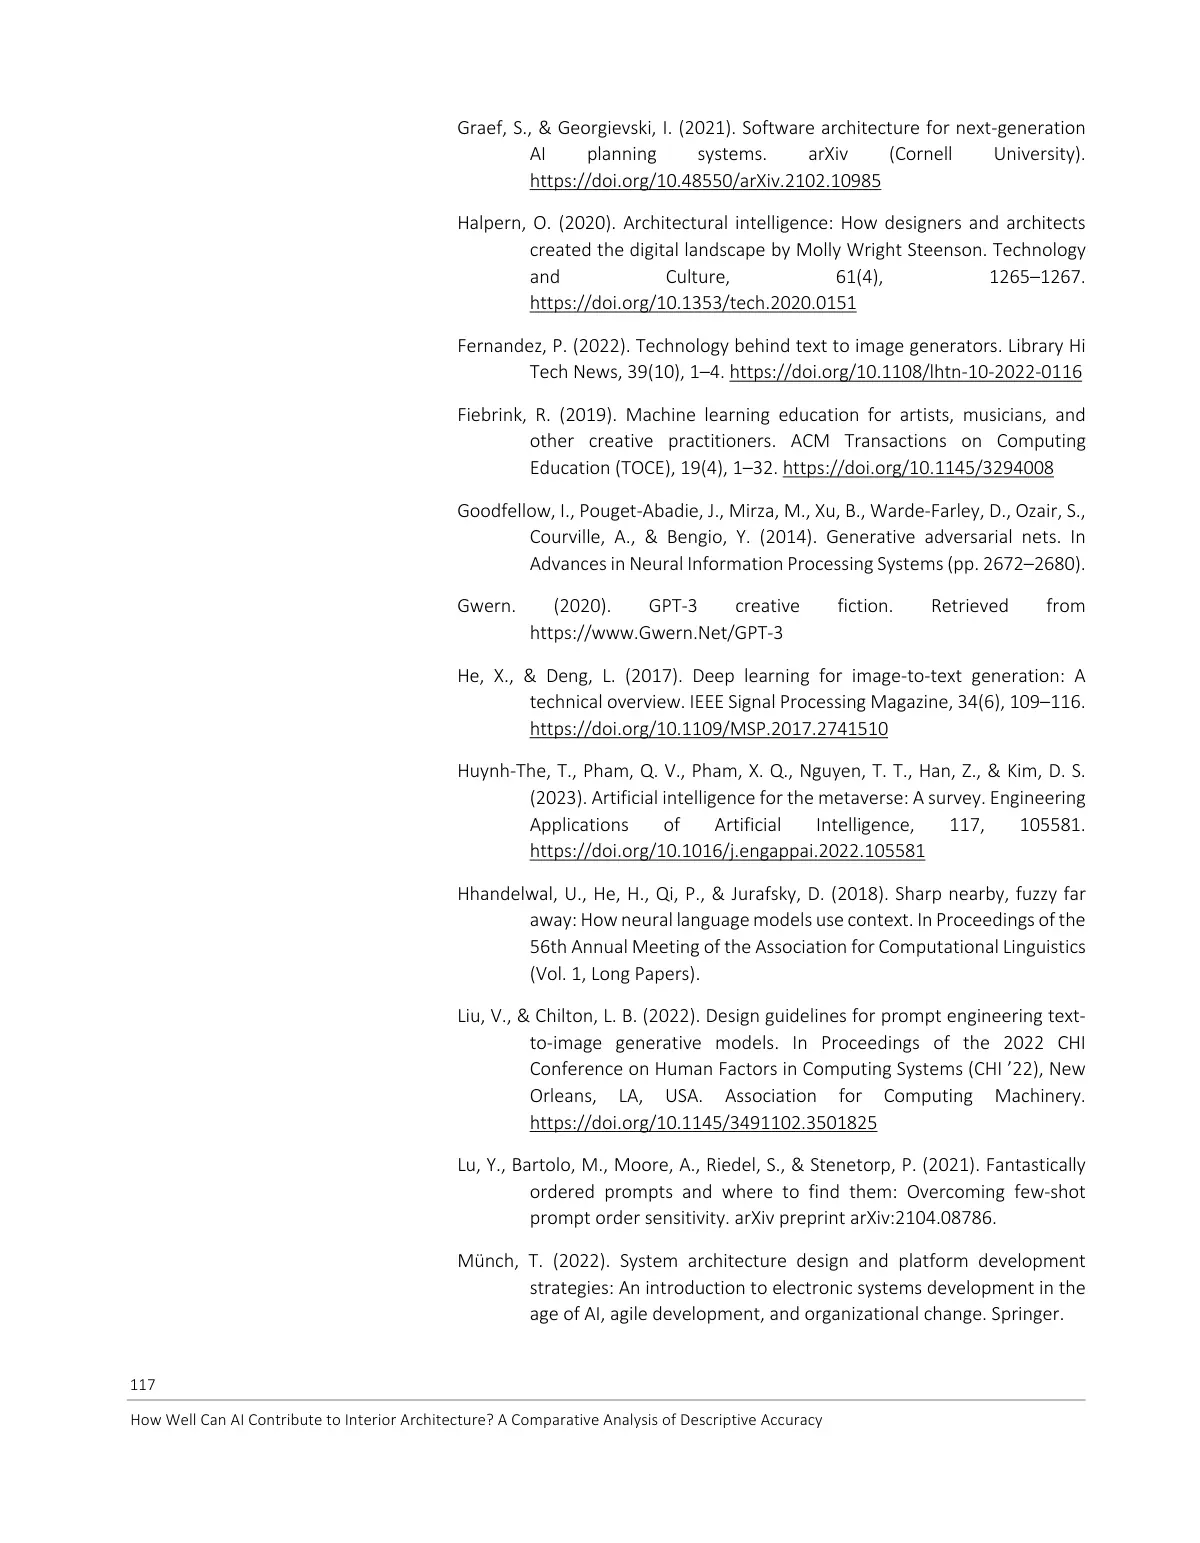 Graef, S., & Georgievski, I. (2021). Software architecture for next-generation
AI planning systems. arXiv (Cornell University).
https://doi.org/10.48550/arXiv.2102.10985
Halpern, O. (2020). Architectural intelligence: How designers and architects
created the digital landscape by Molly Wright Steenson. Technology
and Culture, 61(4), 1265–1267.
https://doi.org/10.1353/tech.2020.0151
Fernandez, P. (2022). Technology behind text to image generators. Library Hi
Tech News, 39(10), 1–4. https://doi.org/10.1108/lhtn-10-2022-0116
Fiebrink, R. (2019). Machine learning education for artists, musicians, and
other creative practitioners. ACM Transactions on Computing
Education (TOCE), 19(4), 1–32. https://doi.org/10.1145/3294008
Goodfellow, I., Pouget-Abadie, J., Mirza, M., Xu, B., Warde-Farley, D., Ozair, S.,
Courville, A., & Bengio, Y. (2014). Generative adversarial nets. In
Advances in Neural Information Processing Systems (pp. 2672–2680).
Gwern. (2020). GPT-3 creative fiction. Retrieved from
https://www.Gwern.Net/GPT-3
He, X., & Deng, L. (2017). Deep learning for image-to-text generation: A
technical overview. IEEE Signal Processing Magazine, 34(6), 109–116.
https://doi.org/10.1109/MSP.2017.2741510
Huynh-The, T., Pham, Q. V., Pham, X. Q., Nguyen, T. T., Han, Z., & Kim, D. S.
(2023). Artificial intelligence for the metaverse: A survey. Engineering
Applications of Artificial Intelligence, 117, 105581.
https://doi.org/10.1016/j.engappai.2022.105581
Hhandelwal, U., He, H., Qi, P., & Jurafsky, D. (2018). Sharp nearby, fuzzy far
away: How neural language models use context. In Proceedings of the
56th Annual Meeting of the Association for Computational Linguistics
(Vol. 1, Long Papers).
Liu, V., & Chilton, L. B. (2022). Design guidelines for prompt engineering text-
to-image generative models. In Proceedings of the 2022 CHI
Conference on Human Factors in Computing Systems (CHI ’22), New
Orleans, LA, USA. Association for Computing Machinery.
https://doi.org/10.1145/3491102.3501825
Lu, Y., Bartolo, M., Moore, A., Riedel, S., & Stenetorp, P. (2021). Fantastically
ordered prompts and where to find them: Overcoming few-shot
prompt order sensitivity. arXiv preprint arXiv:2104.08786.
Münch, T. (2022). System architecture design and platform development
strategies: An introduction to electronic systems development in the
age of AI, agile development, and organizational change. Springer.
117
How Well Can AI Contribute to Interior Architecture? A Comparative Analysis of Descriptive Accuracy